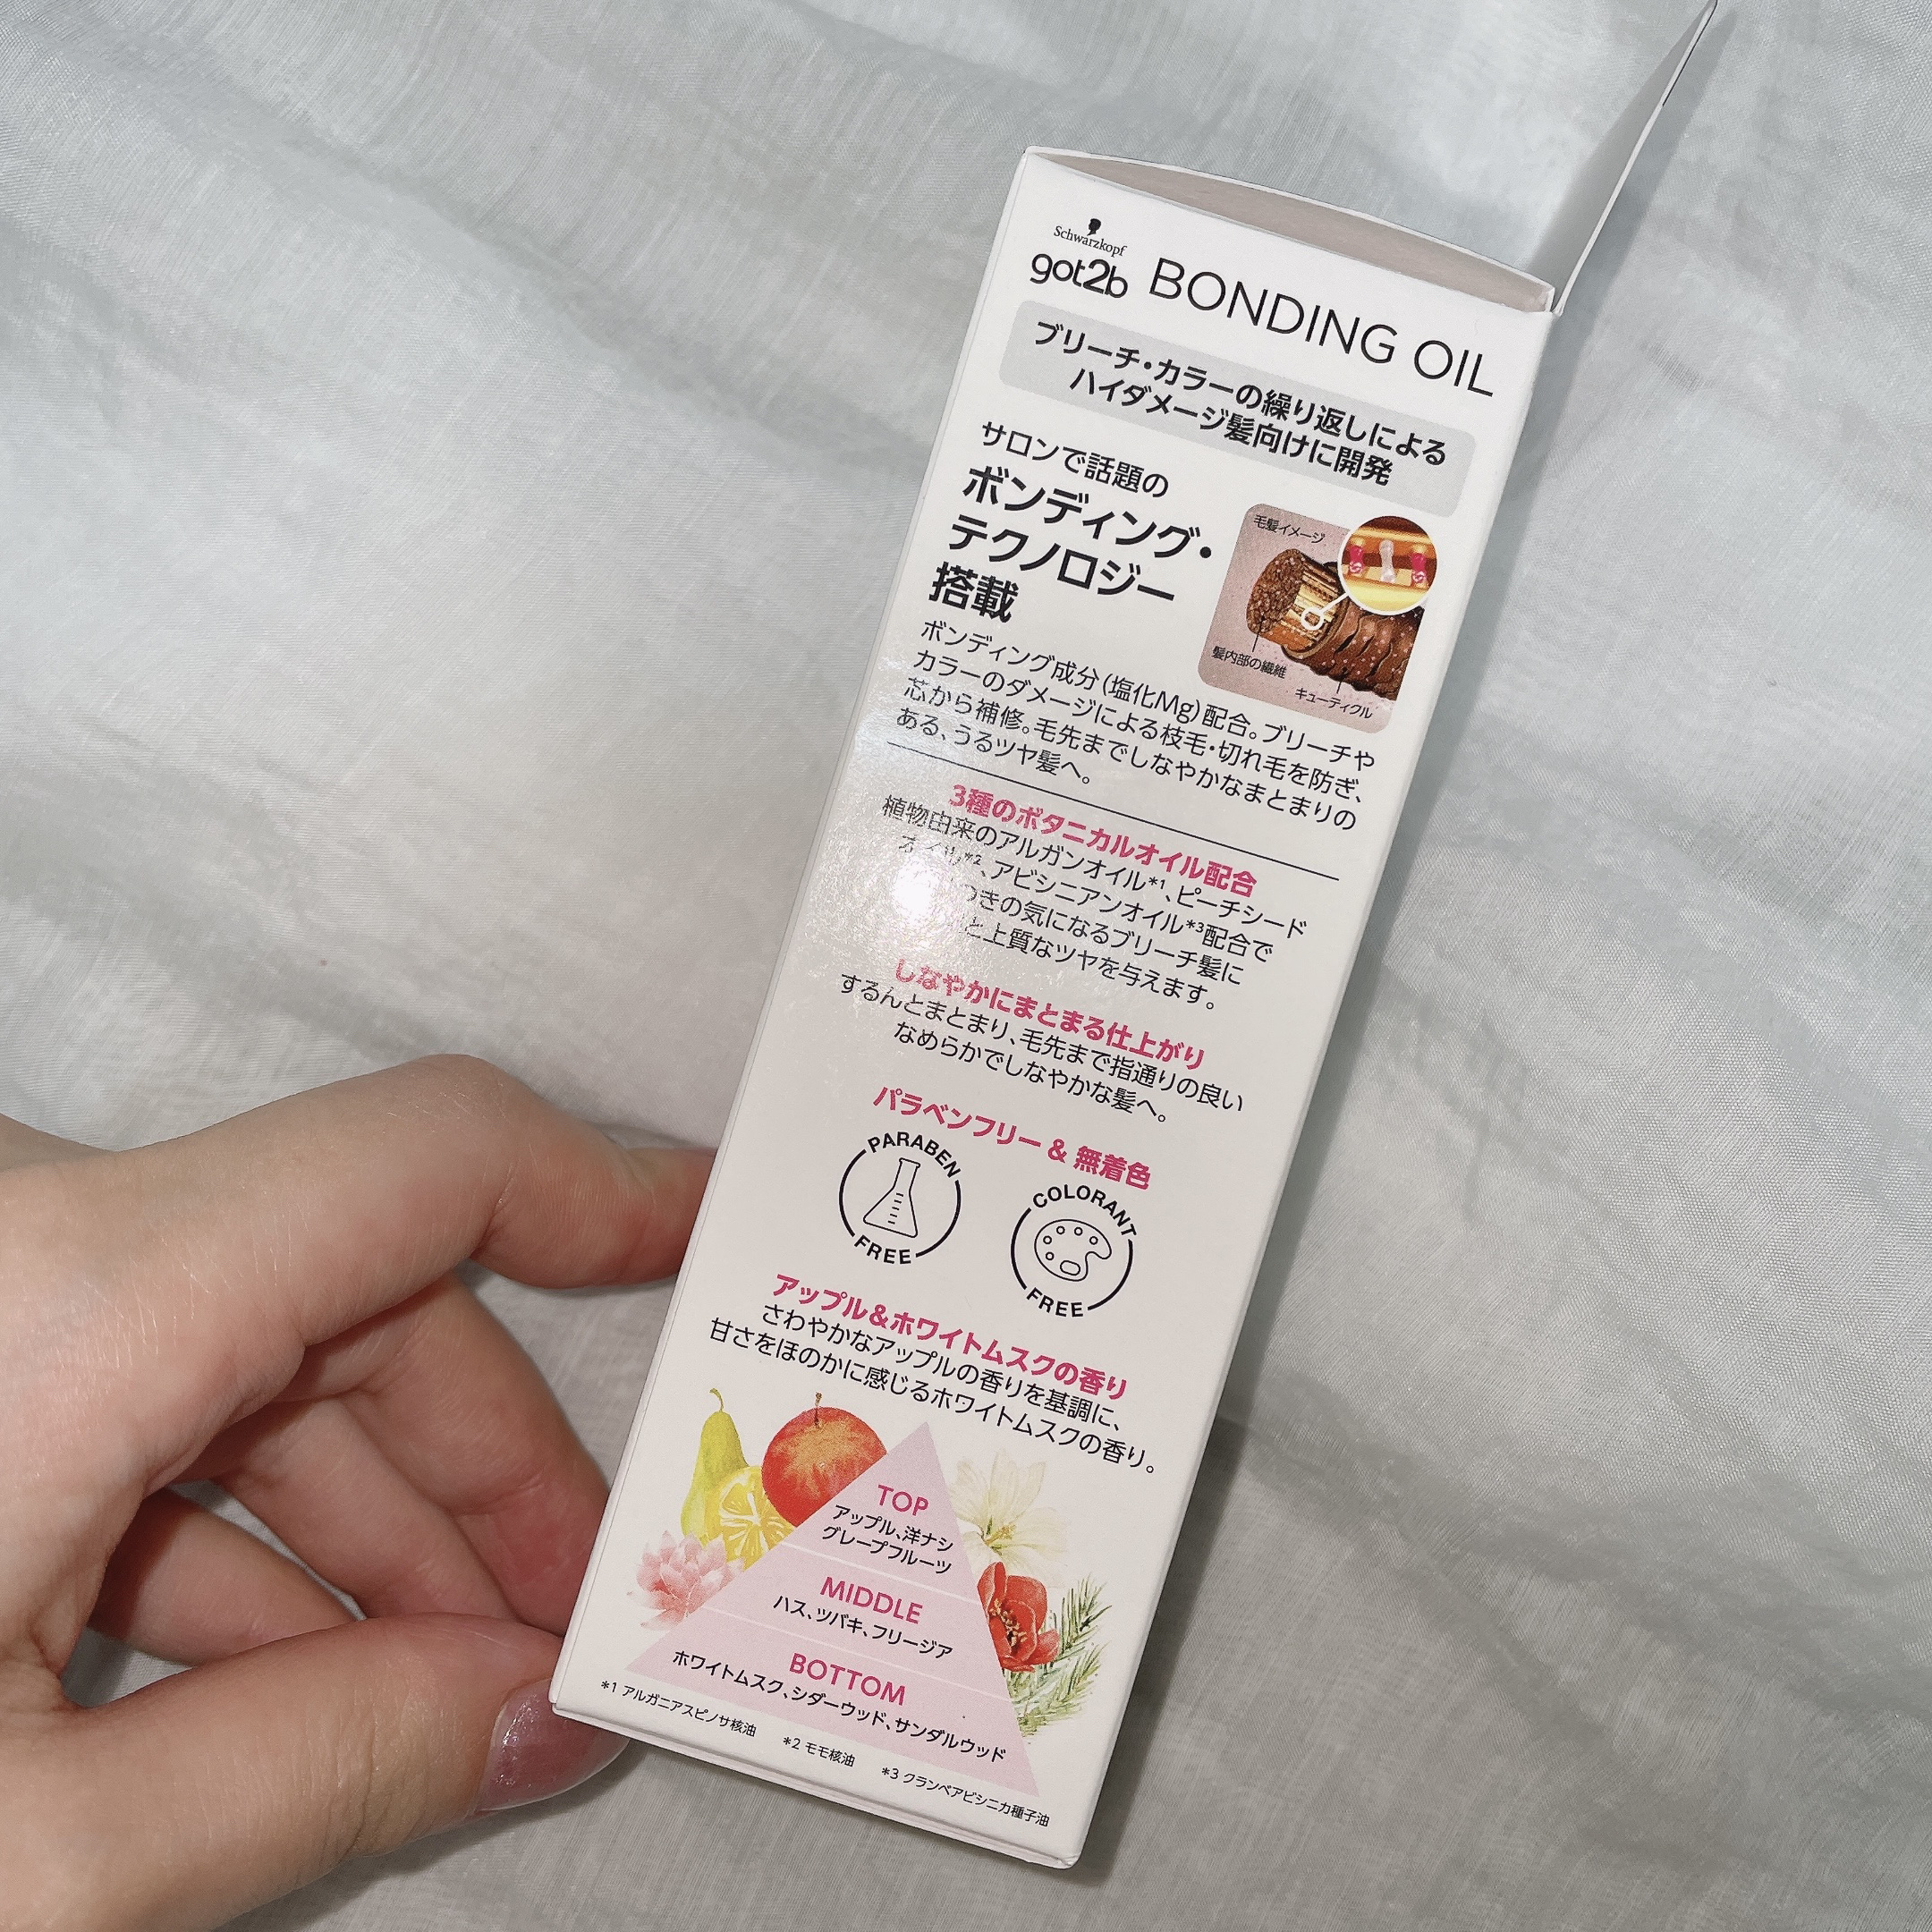 Schwarzkopf
got2b BONDING OIL
ブリーチ・カラーの繰り返しによる
ハイダメージ髪向けに開発
サロンで話題の
ボンディング・
テクノロジー
搭載
毛髪イメージ
髪内部の繊維
キューティクル
ボンディング成分(塩化Mg)配合。ブリーチや
カラーのダメージによる枝毛・切れ毛を防ぎ、
芯から補修。毛先までしなやかなまとまりの
ある、うるツヤ髪へ。
3種のボタニカルオイル配合
植物由来のアルガンオイル*1、ピーチシード
オイル*2、アビシニアンオイル*3配合で
つきの気になるブリーチ髪に
と上質なツヤを与えます。
しなやかにまとまる仕上がり
するんとまとまり、毛先まで指通りの良い
なめらかでしなやかな髪へ。
パラベンフリー & 無着色
PARABEN
FREE
COLORANT
FREE
アップル&ホワイトムスクの香り
さわやかなアップルの香りを基調に、
甘さをほのかに感じるホワイトムスクの香り。
TOP
アップル、洋ナシ
グレープフルーツ
MIDDLE
ハス、ツバキ、フリージア
BOTTOM
ホワイトムスク、シダーウッド、サンダルウッド
*1 アルガニアスピノサ核油 *2 モモ核油 *3 クランベアビシニカ種子油